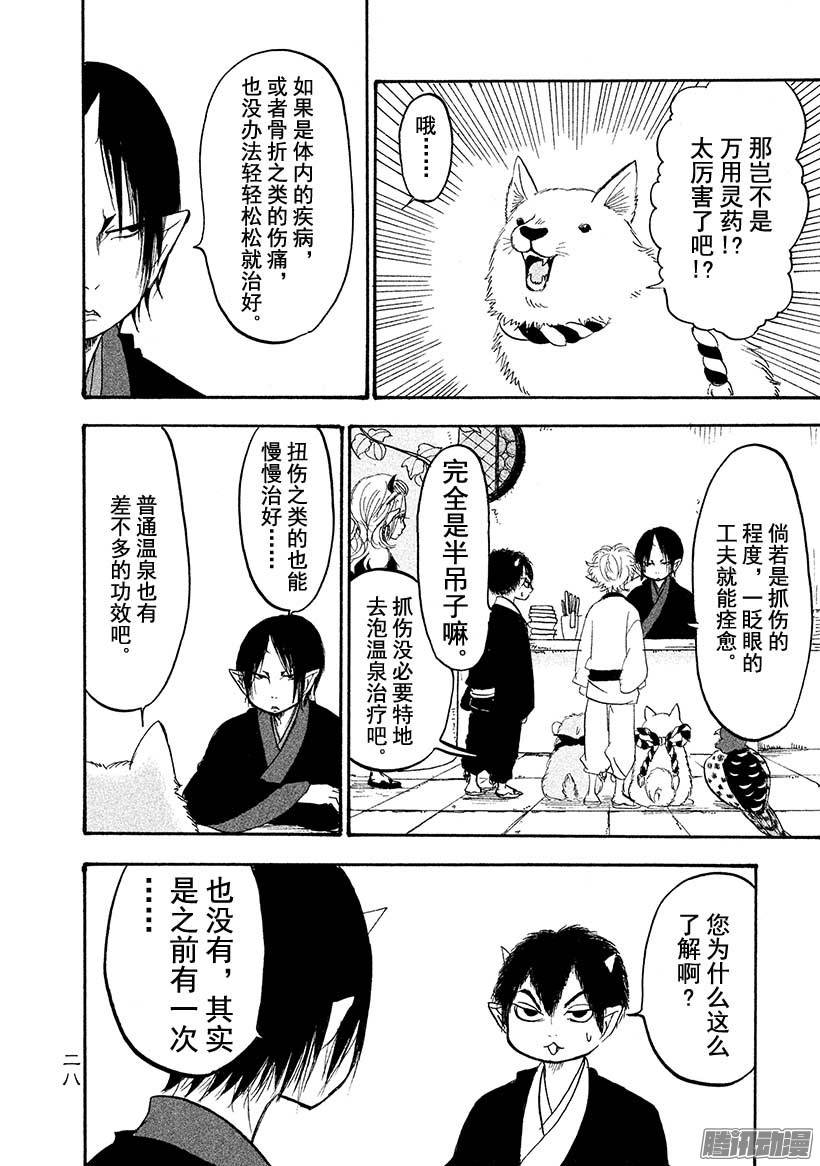 那岂不是
万用灵药!?
太厉害了吧!?
哦……
如果是体内的疾病，
或者骨折之类的伤痛，
也没办法轻轻松松
就治好。
倘若是抓伤的
程度，一眨眼的
工夫就能痊愈。
完全是半吊子嘛。
抓伤没必要特地
去泡温泉治疗吧。
扭伤之类的也能
慢慢治好……
普通温泉也有
差不多的功效吧。
您为什么这么
了解啊?
也没有，其实
是之前有一次
……
二八
腾讯动漫